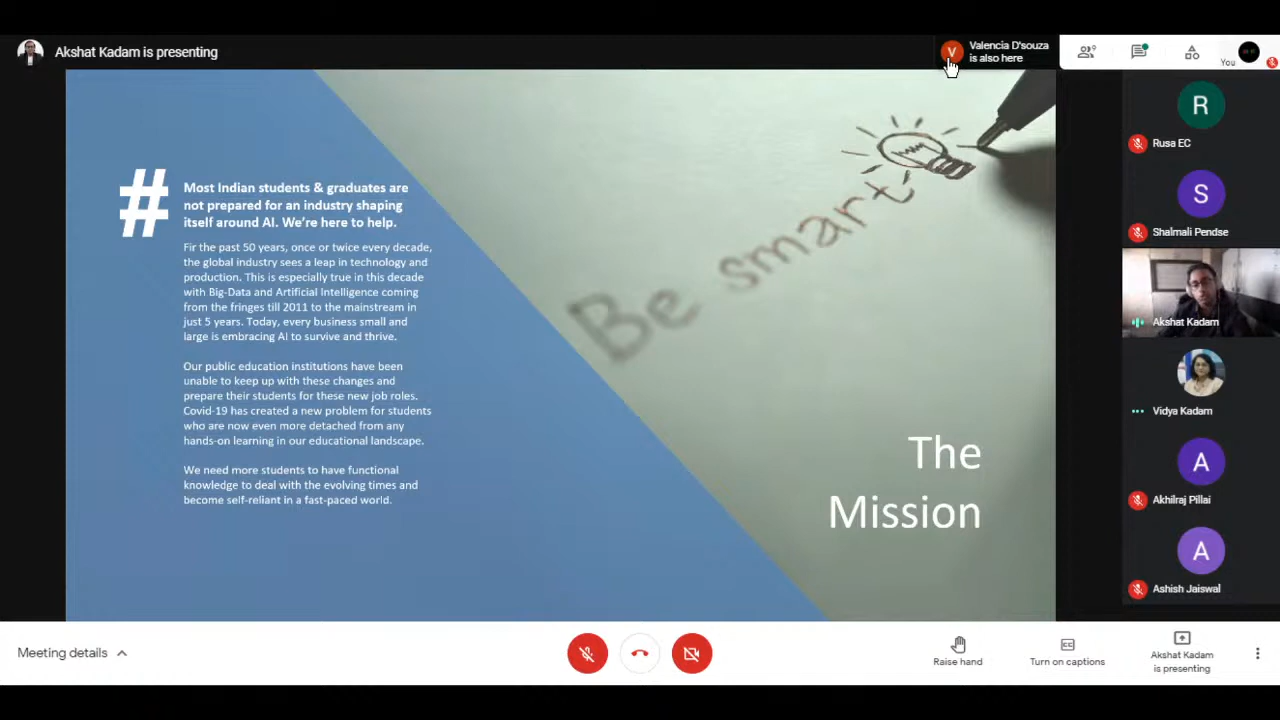 Akshat Kadam is presenting
V
Valencia D'souza
is also here
You
#
Most Indian students & graduates are
not prepared for an industry shaping
itself around AI. We're here to help.
Fir the past 50 years, once or twice every decade,
the global industry sees a leap in technology and
production. This is especially true in this decade
with Big-Data and Artificial Intelligence coming
from the fringes till 2011 to the mainstream in
just 5 years. Today, every business small and
large is embracing AI to survive and thrive.
Our public education institutions have been
unable to keep up with these changes and
prepare their students for these new job roles.
Covid-19 has created a new problem for students
who are now even more detached from any
hands-on learning in our educational landscape.
We need more students to have functional
knowledge to deal with the evolving times and
become self-reliant in a fast-paced world.
Be smart
The
Mission
R
Rusa EC
S
Shalmali Pendse
Akshat Kadam
Vidya Kadam
A
Akhilraj Pillai
A
Ashish Jaiswal
Meeting details
Raise hand
CC
Turn on captions
Akshat Kadam
is presenting